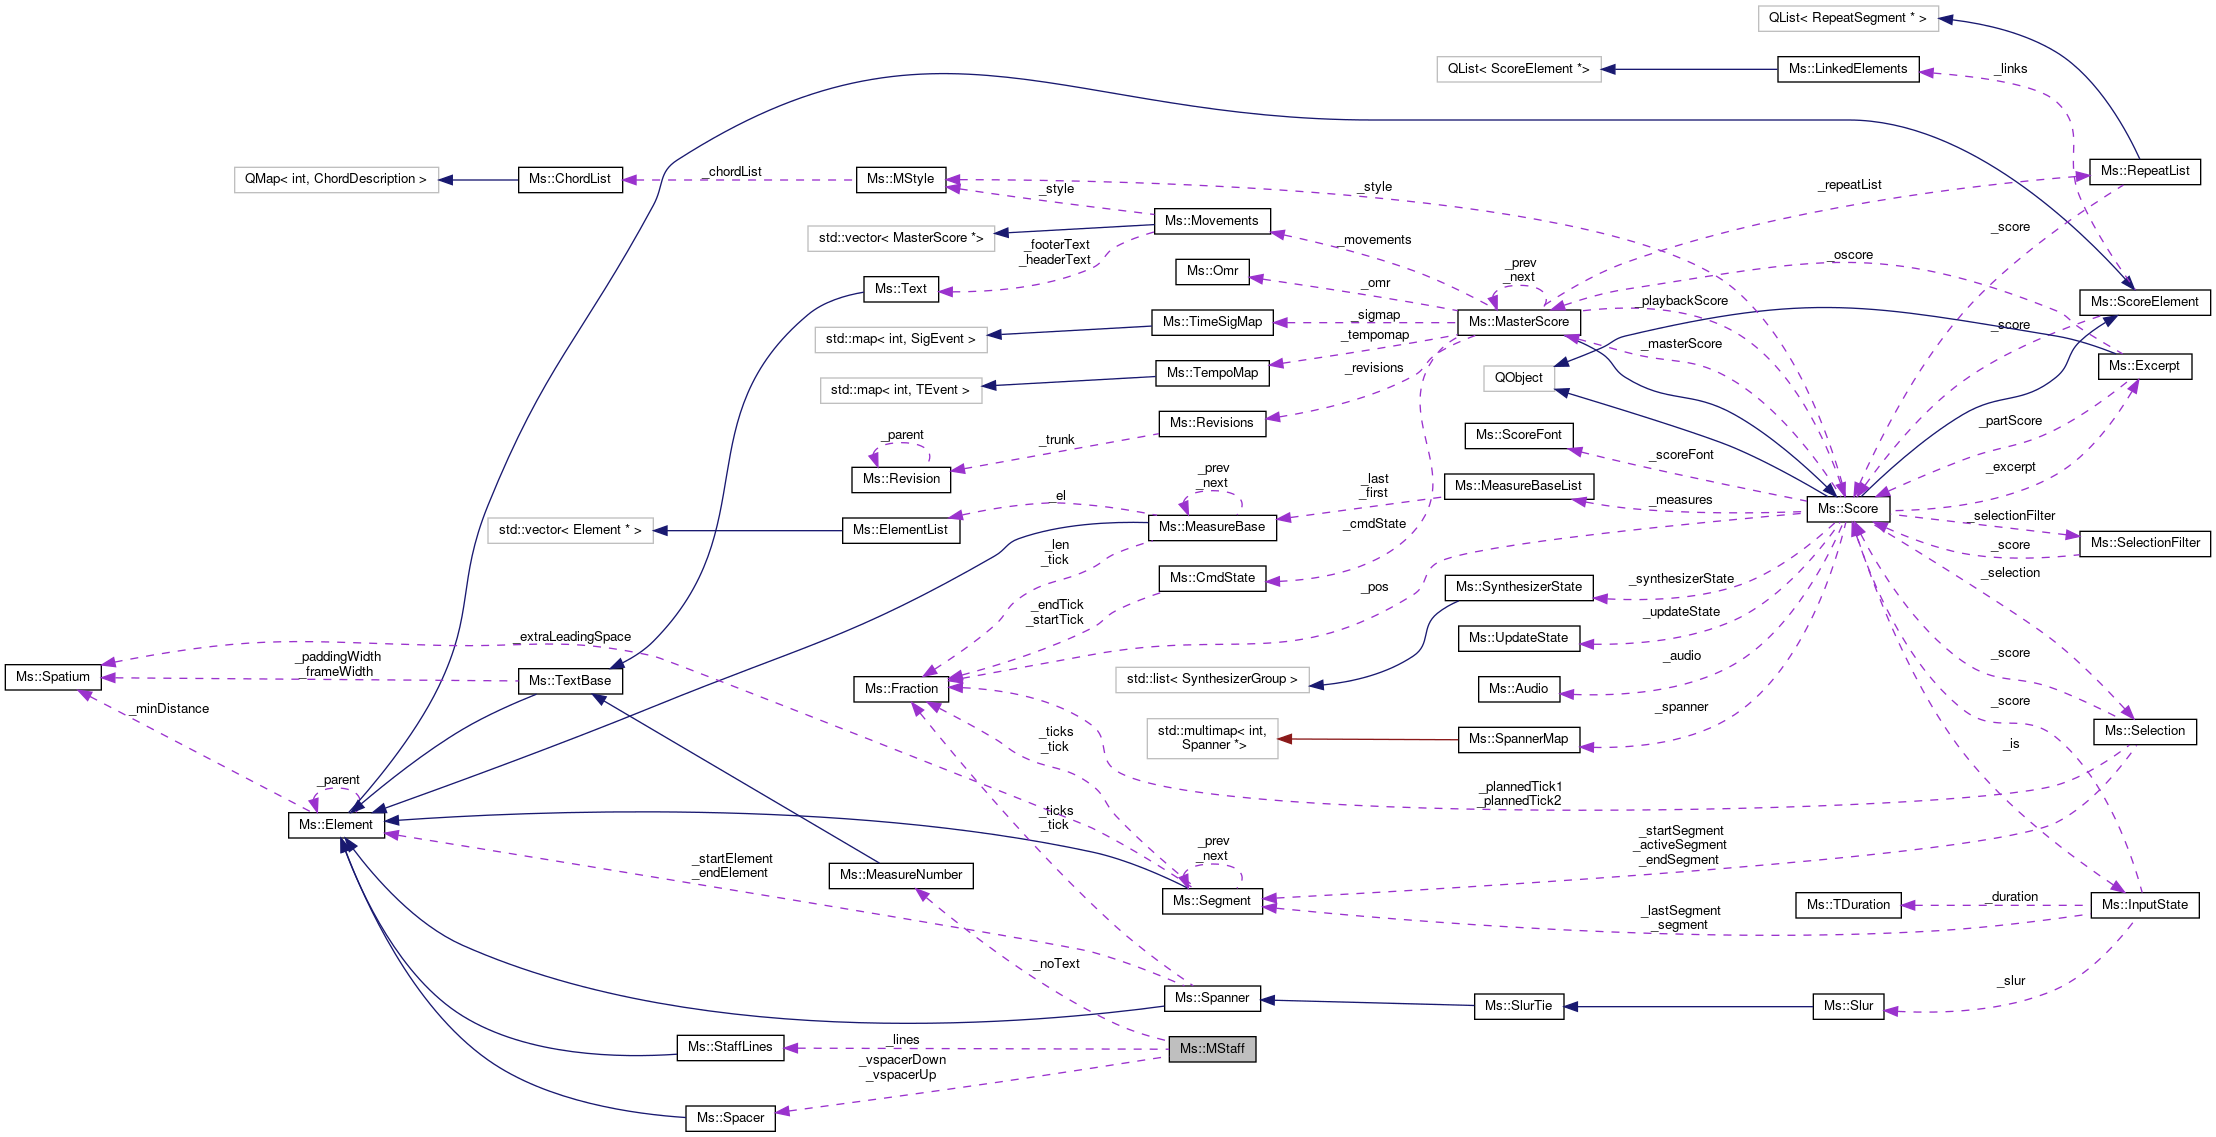 QList< RepeatSegment * >
QList< ScoreElement *>
Ms::LinkedElements
_links
QMap< int, ChordDescription >
Ms::ChordList
_chordList
Ms::MStyle
_style
_style
_repeatList
Ms::RepeatList
std::vector< MasterScore *>
Ms::Movements
_movements
_footerText
_headerText
_score
_oscore
Ms::Omr
_omr
_prev
_next
Ms::Text
_playbackScore
Ms::ScoreElement
std::map< int, SigEvent >
Ms::TimeSigMap
_sigmap
Ms::MasterScore
_score
_tempomap
_masterScore
Ms::TempoMap
_revisions
QObject
Ms::Excerpt
std::map< int, TEvent >
Ms::Revisions
_partScore
_parent
_trunk
Ms::ScoreFont
_scoreFont
_excerpt
Ms::Revision
_prev
_next
_last
_first
Ms::MeasureBaseList
_measures
_el
Ms::Score
_selectionFilter
std::vector< Element * >
Ms::ElementList
Ms::MeasureBase
_cmdState
Ms::SelectionFilter
_score
_len
_tick
Ms::CmdState
_pos
Ms::SynthesizerState
_synthesizerState
_selection
_endTick
_startTick
_updateState
Ms::UpdateState
_extraLeadingSpace
_paddingWidth
_frameWidth
Ms::Spatium
Ms::TextBase
Ms::Fraction
std::list< SynthesizerGroup >
Ms::Audio
_audio
_score
_minDistance
_spanner
_score
_ticks
_tick
std::multimap< int,
Spanner *>
Ms::SpannerMap
Ms::Selection
_is
_parent
_plannedTick1
_plannedTick2
Ms::Element
_ticks
_tick
_startSegment
_activeSegment
_endSegment
_prev
_next
_startElement
_endElement
Ms::MeasureNumber
Ms::Segment
Ms::TDuration
_duration
Ms::InputState
_lastSegment
_segment
_noText
Ms::Spanner
Ms::SlurTie
Ms::Slur
_slur
Ms::StaffLines
_lines
Ms::MStaff
_vspacerDown
_vspacerUp
Ms::Spacer